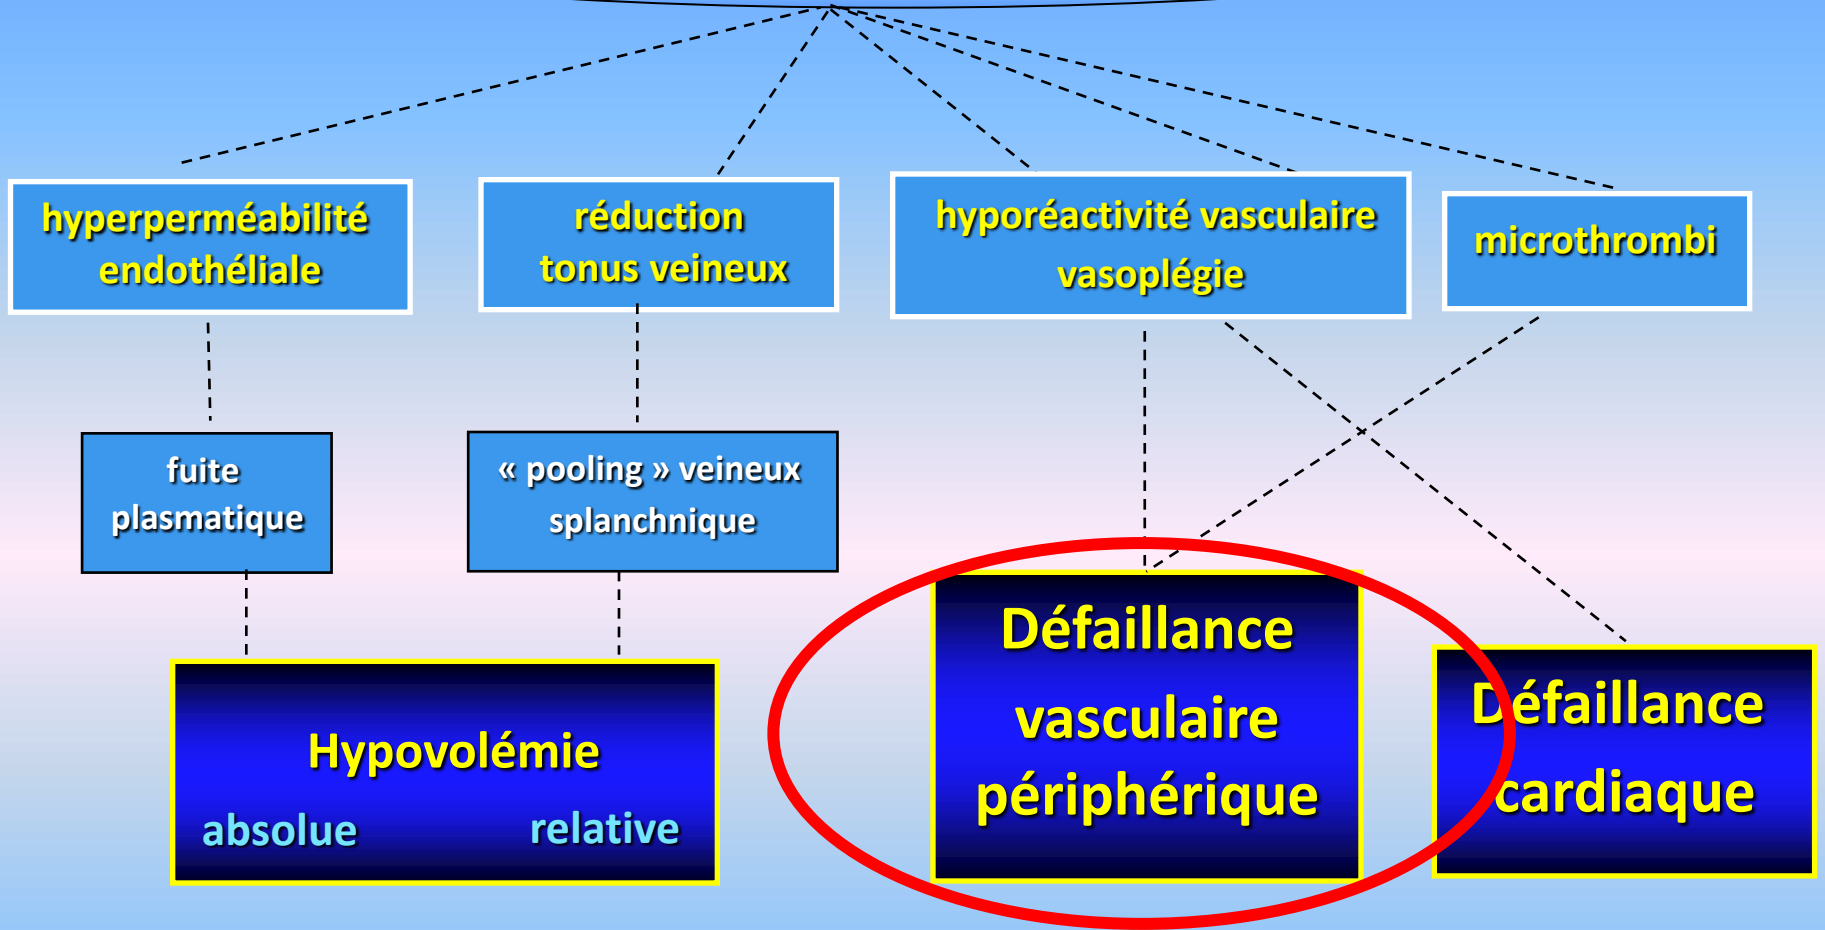 hyperperméabilité
endothéliale
réduction
tonus veineux
hyporéactivité vasculaire
vasoplégie
microthrombi
fuite
plasmatique
« pooling » veineux
splanchnique
Hypovolémie
absolue relative
Défaillance
vasculaire
périphérique
Défaillance
cardiaque